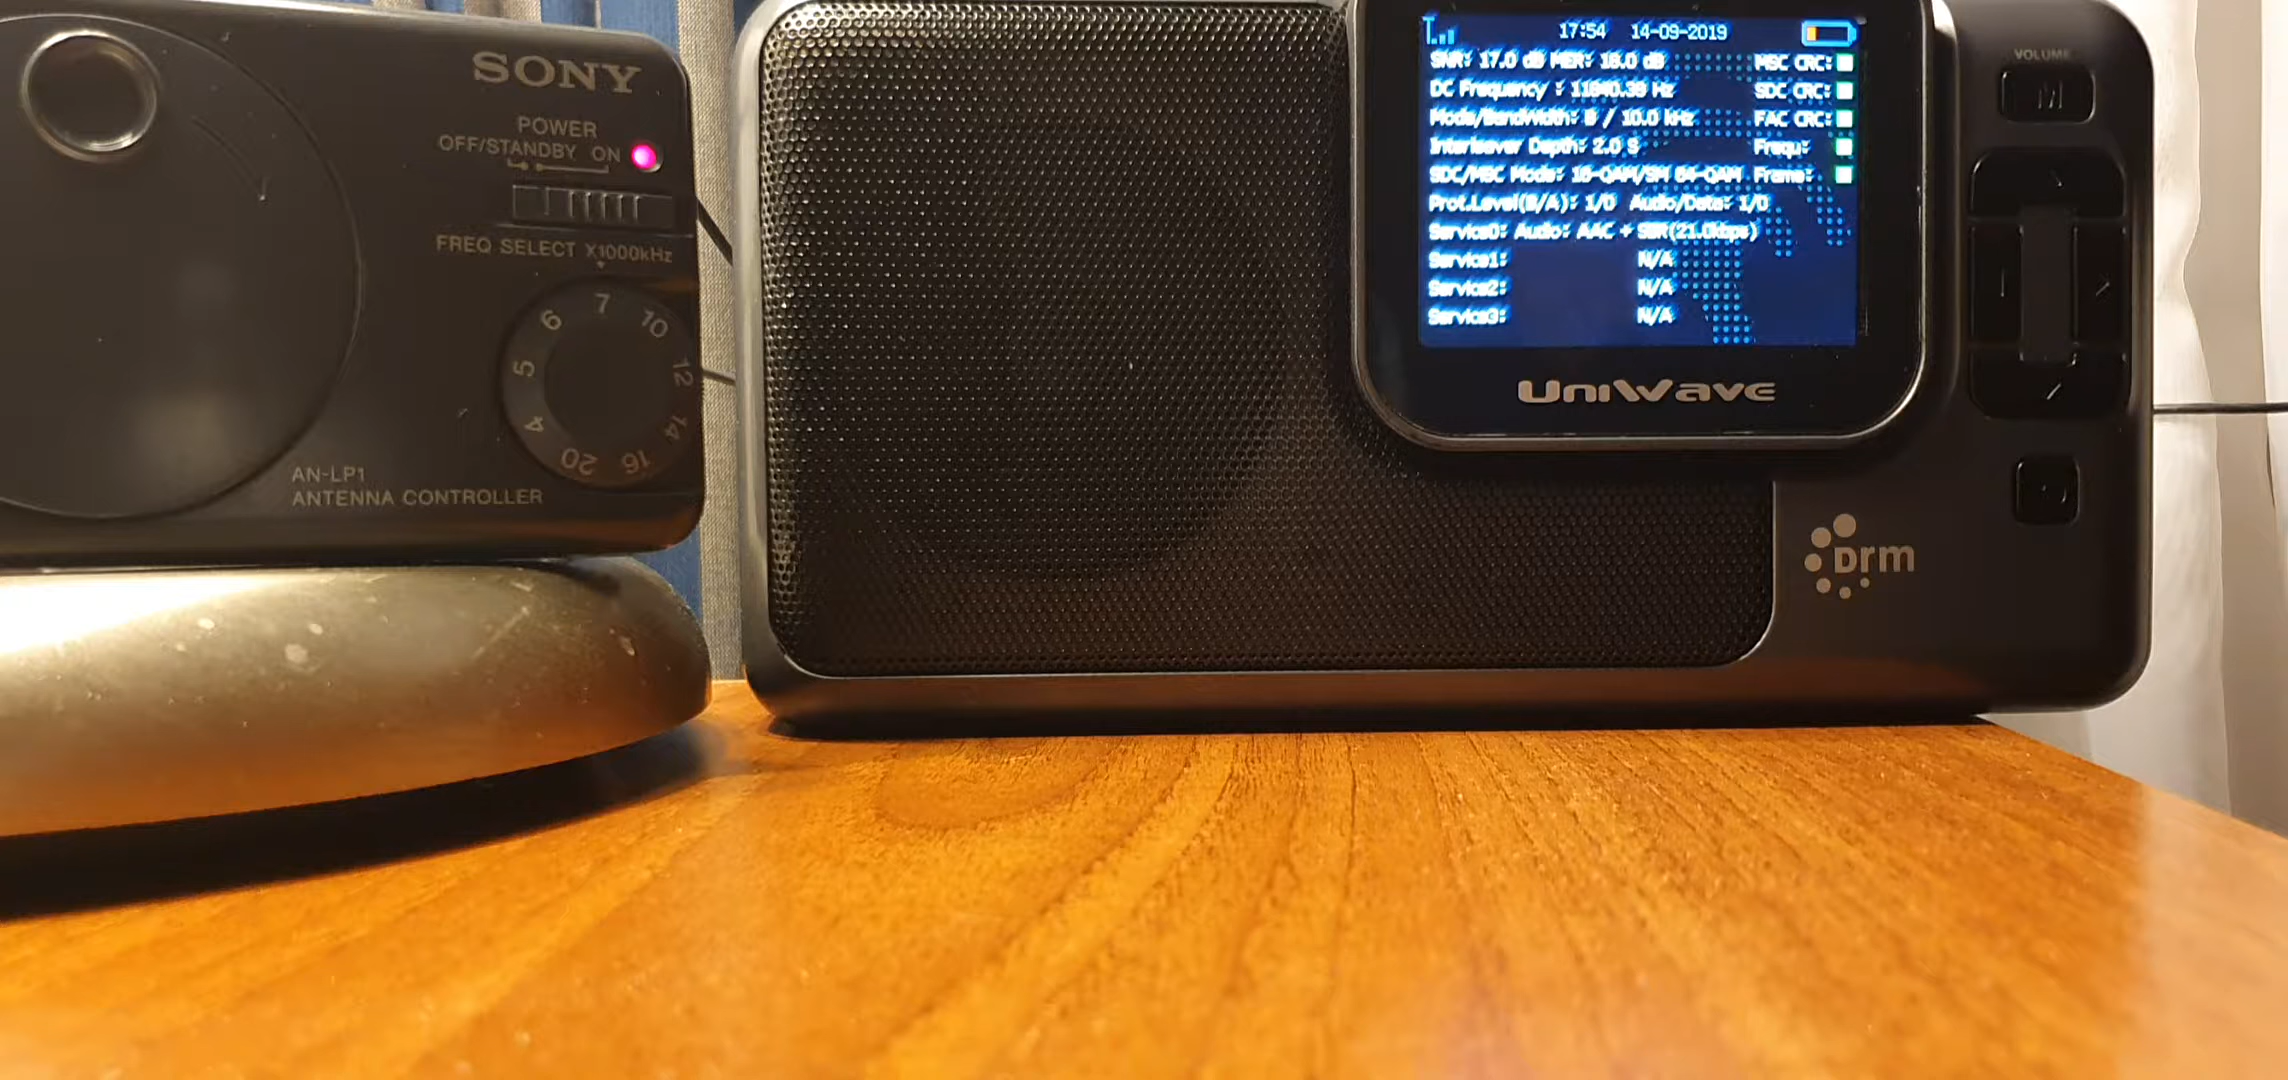 SONY
POWER
OFF/STANDBY ON
FREQ SELECT X1000kHz
4 5 6 7 10 12 14 16 20
AN-LP1
ANTENNA CONTROLLER
17:54 14-09-2019
SNR: 17.0 dB MER: 18.0 dB MSC CRC:
DC Frequency : Hz SDC CRC:
Mode/BandWidth: B / 10.0 kHz FAC CRC:
Interleaver Depth: 2.0 S Frequ:
SDC/MSC Mode: 16-QAM/SM 64-QAM Frame:
Prot.Level(B/A): 1/0 Audio/Data: 1/0
Service0: Audio: AAC + SBR(21.0kbps)
Service1: N/A
Service2: N/A
Service3: N/A
UniWave
VOLUME
M
Drm